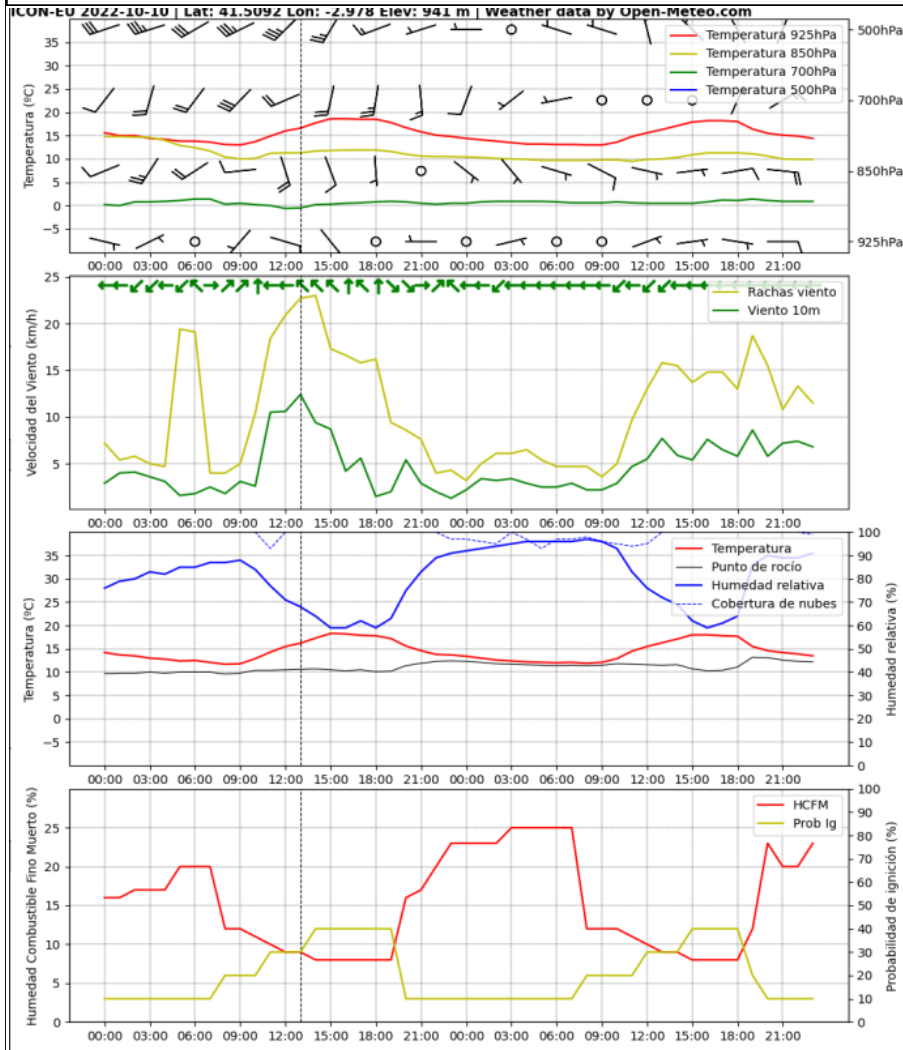 ICON-EU 2022-10-10 | Lat: 41.5092 Lon: -2.978 Elev: 941 m | Weather data by Open-Meteo.com
Temperatura (ºC)
35
30
25
20
15
10
5
0
−5
Temperatura 925hPa
Temperatura 850hPa
Temperatura 700hPa
Temperatura 500hPa
500hPa
700hPa
850hPa
925hPa
00:00 03:00 06:00 09:00 12:00 15:00 18:00 21:00 00:00 03:00 06:00 09:00 12:00 15:00 18:00 21:00
Velocidad del Viento (km/h)
25
20
15
10
5
Rachas viento
Viento 10m
00:00 03:00 06:00 09:00 12:00 15:00 18:00 21:00 00:00 03:00 06:00 09:00 12:00 15:00 18:00 21:00
Temperatura (ºC)
35
30
25
20
15
10
5
0
−5
Temperatura
Punto de rocío
Humedad relativa
Cobertura de nubes
100
90
80
70
60
50
40
30
20
10
0
Humedad relativa (%)
00:00 03:00 06:00 09:00 12:00 15:00 18:00 21:00 00:00 03:00 06:00 09:00 12:00 15:00 18:00 21:00
Humedad Combustible Fino Muerto (%)
25
20
15
10
5
0
HCFM
Prob Ig
100
90
80
70
60
50
40
30
20
10
0
Probabilidad de ignición (%)
00:00 03:00 06:00 09:00 12:00 15:00 18:00 21:00 00:00 03:00 06:00 09:00 12:00 15:00 18:00 21:00